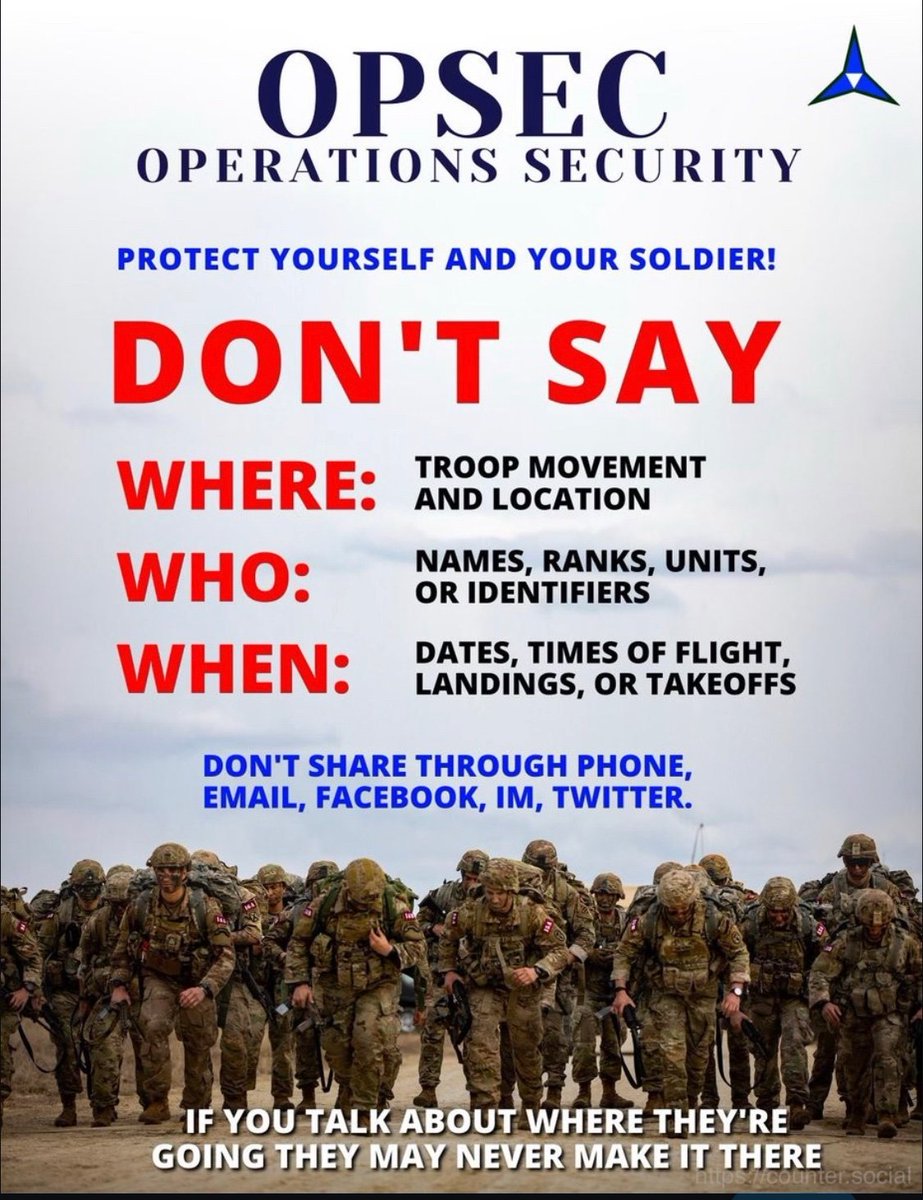 OPSEC
OPERATIONS SECURITY
PROTECT YOURSELF AND YOUR SOLDIER!
DON'T SAY
WHERE: TROOP MOVEMENT
AND LOCATION
WHO: NAMES, RANKS, UNITS,
OR IDENTIFIERS
WHEN: DATES, TIMES OF FLIGHT,
LANDINGS, OR TAKEOFFS
DON'T SHARE THROUGH PHONE,
EMAIL, FACEBOOK, IM, TWITTER.
IF YOU TALK ABOUT WHERE THEY'RE
GOING THEY MAY NEVER MAKE IT THERE
https://counter.social